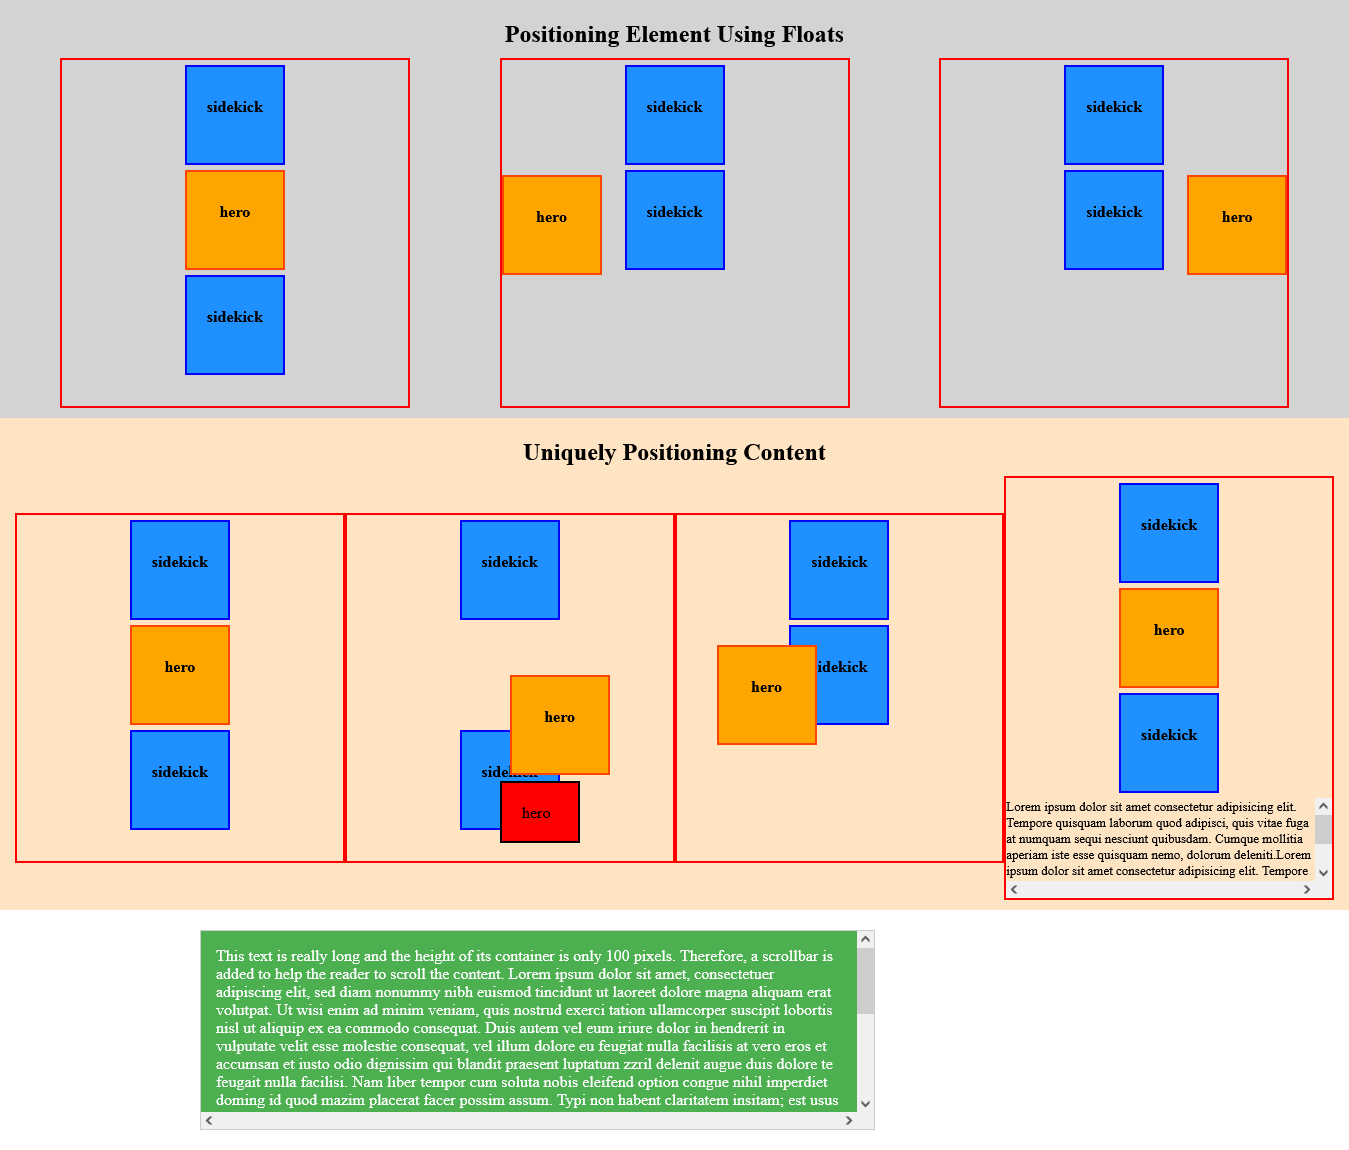 Positioning Element Using Floats
sidekick
hero
sidekick
sidekick
hero
sidekick
sidekick
sidekick
hero
Uniquely Positioning Content
sidekick
hero
sidekick
sidekick
hero
hero
sidekick
hero
sidekick
hero
sidekick
Lorem ipsum dolor sit amet consectetur adipisicing elit.
Tempore quisquam laborum quod adipisci, quis vitae fuga
at numquam sequi nesciunt quibusdam. Cumque mollitia
aperiam iste esse quisquam nemo, dolorum deleniti.Lorem
ipsum dolor sit amet consectetur adipisicing elit. Tempore
This text is really long and the height of its container is only 100 pixels. Therefore, a scrollbar is
added to help the reader to scroll the content. Lorem ipsum dolor sit amet, consectetuer
adipiscing elit, sed diam nonummy nibh euismod tincidunt ut laoreet dolore magna aliquam erat
volutpat. Ut wisi enim ad minim veniam, quis nostrud exerci tation ullamcorper suscipit lobortis
nisl ut aliquip ex ea commodo consequat. Duis autem vel eum iriure dolor in hendrerit in
vulputate velit esse molestie consequat, vel illum dolore eu feugiat nulla facilisis at vero eros et
accumsan et iusto odio dignissim qui blandit praesent luptatum zzril delenit augue duis dolore te
feugait nulla facilisi. Nam liber tempor cum soluta nobis eleifend option congue nihil imperdiet
doming id quod mazim placerat facer possim assum. Typi non habent claritatem insitam; est usus